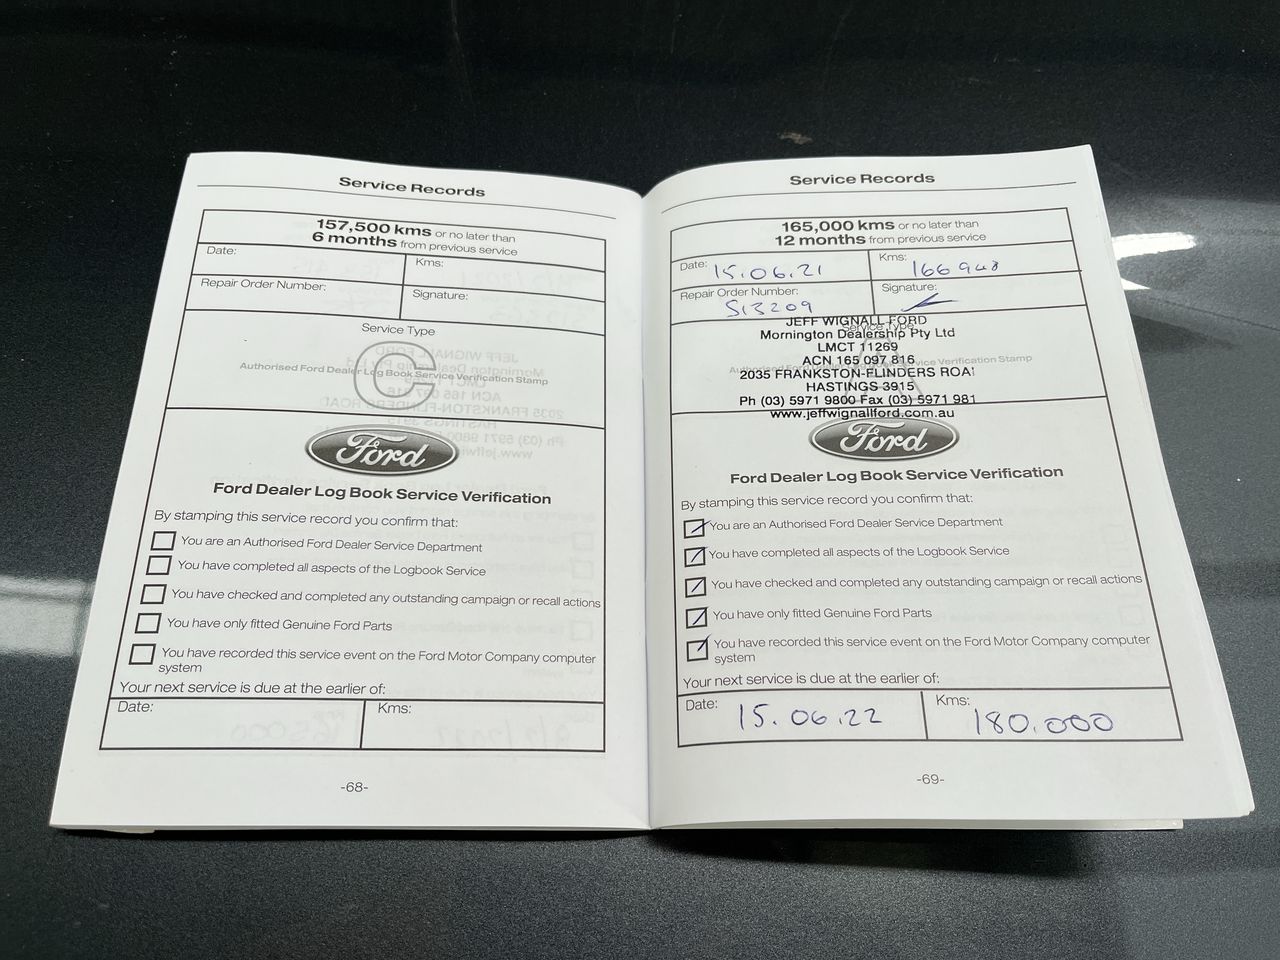 Service Records
157,500 kms or no later than
6 months from previous service
Date:
Kms:
Repair Order Number:
Signature:
Service Type
C
Authorised Ford Dealer Log Book Service Verification Stamp
Ford
Ford Dealer Log Book Service Verification
By stamping this service record you confirm that:
You are an Authorised Ford Dealer Service Department
You have completed all aspects of the Logbook Service
You have checked and completed any outstanding campaign or recall actions
You have only fitted Genuine Ford Parts
You have recorded this service event on the Ford Motor Company computer
system
Your next service is due at the earlier of:
Date:
Kms:
-68-
Service Records
165,000 kms or no later than
12 months from previous service
Date: 15.06.21
Kms: 166948
Repair Order Number: S13209
Signature:
Service Type
JEFF WIGNALL FORD
Mornington Dealership Pty Ltd
LMCT 11269
ACN 165 097 816
A
Service Verification Stamp
2035 FRANKSTON-FLINDERS ROAD
HASTINGS 3915
Ph (03) 5971 9800 Fax (03) 5971 981
www.jeffwignallford.com.au
Ford
Ford Dealer Log Book Service Verification
By stamping this service record you confirm that:
You are an Authorised Ford Dealer Service Department
You have completed all aspects of the Logbook Service
You have checked and completed any outstanding campaign or recall actions
You have only fitted Genuine Ford Parts
You have recorded this service event on the Ford Motor Company computer
system
Your next service is due at the earlier of:
Date: 15.06.22
Kms: 180.000
-69-